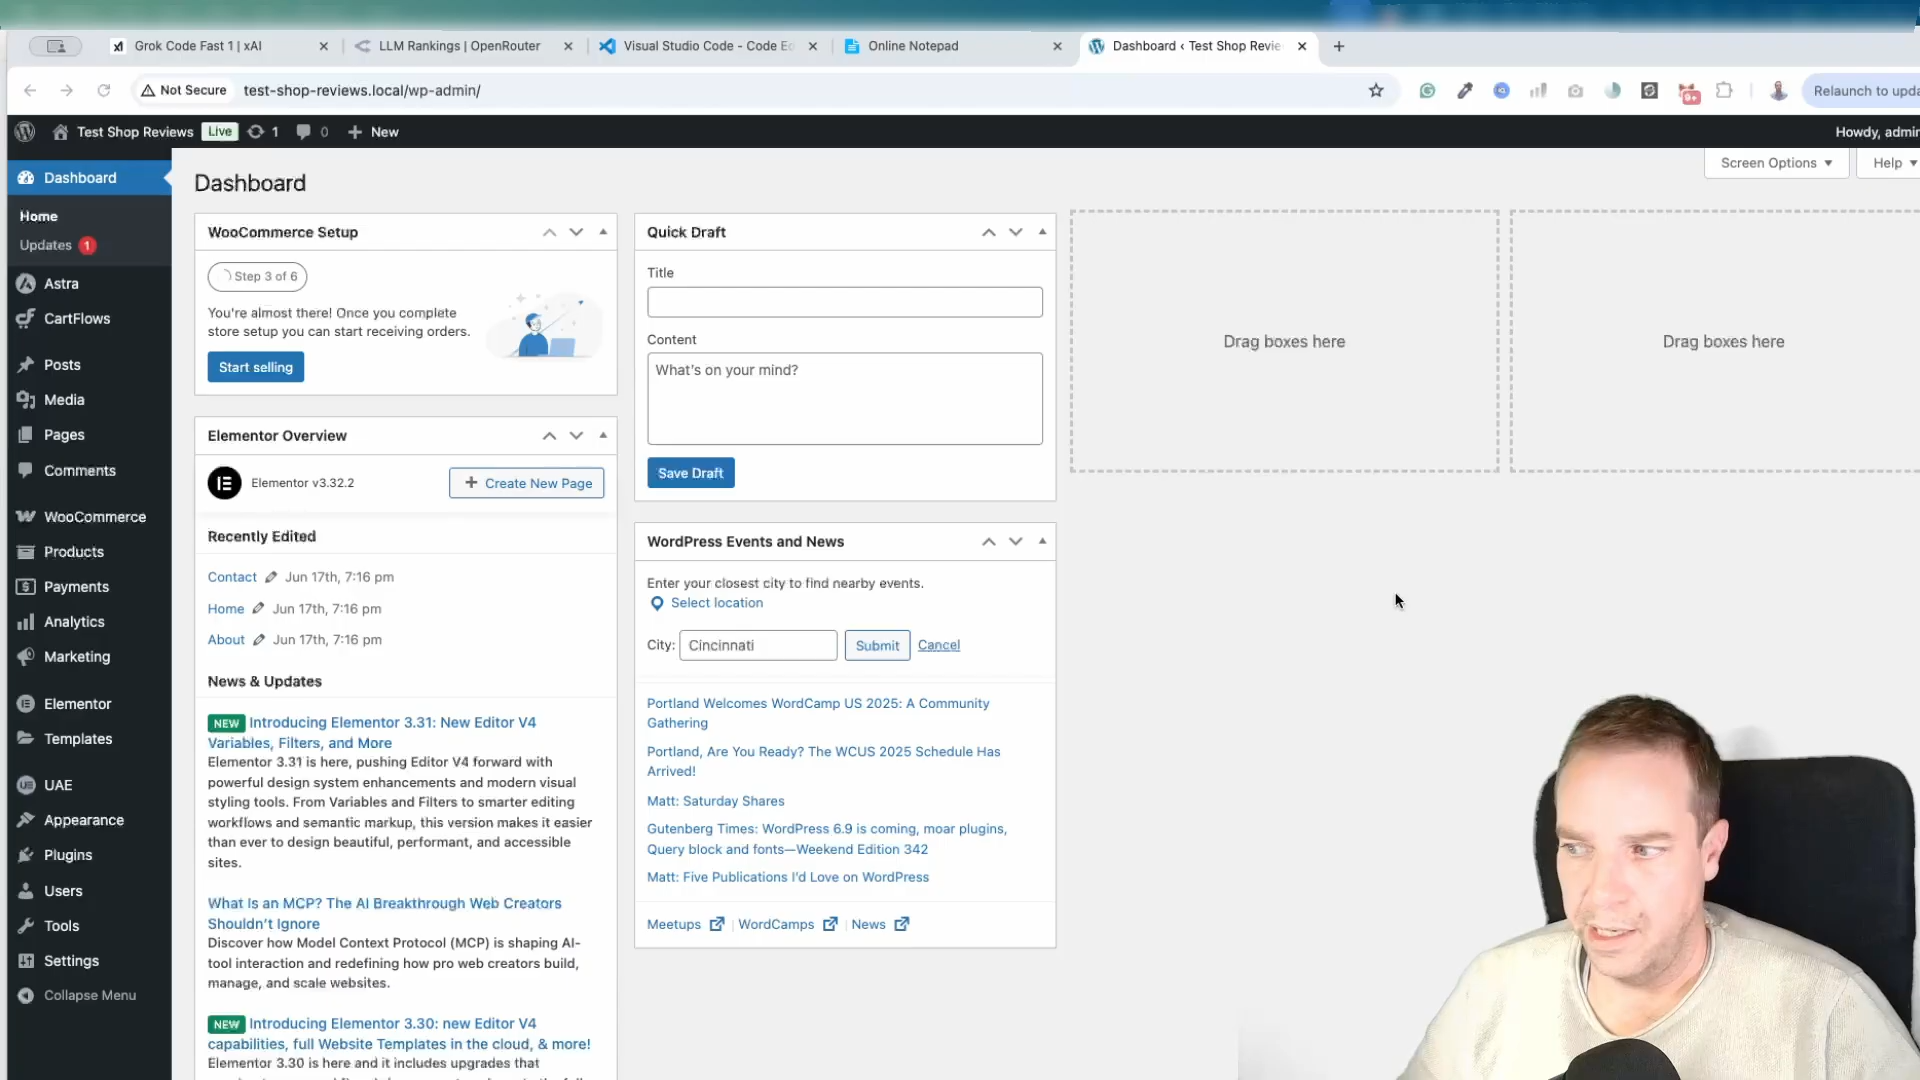 Grok Code Fast 1 | xAI
LLM Rankings | OpenRouter
Visual Studio Code - Code Ed
Online Notepad
Dashboard ‹ Test Shop Revie
Not Secure
test-shop-reviews.local/wp-admin/
9+
Relaunch to upda
Test Shop Reviews
Live
1
0
New
Howdy, admin
Screen Options
Help
Dashboard
Home
Updates 1
Astra
CartFlows
Posts
Media
Pages
Comments
WooCommerce
Products
Payments
Analytics
Marketing
Elementor
Templates
UAE
Appearance
Plugins
Users
Tools
Settings
Collapse Menu
Dashboard
WooCommerce Setup
Step 3 of 6
You're almost there! Once you complete
store setup you can start receiving orders.
Start selling
Elementor Overview
Elementor v3.32.2
Create New Page
Recently Edited
Contact Jun 17th, 7:16 pm
Home Jun 17th, 7:16 pm
About Jun 17th, 7:16 pm
News & Updates
NEW Introducing Elementor 3.31: New Editor V4
Variables, Filters, and More
Elementor 3.31 is here, pushing Editor V4 forward with
powerful design system enhancements and modern visual
styling tools. From Variables and Filters to smarter editing
workflows and semantic markup, this version makes it easier
than ever to design beautiful, performant, and accessible
sites.
What Is an MCP? The AI Breakthrough Web Creators
Shouldn't Ignore
Discover how Model Context Protocol (MCP) is shaping AI-
tool interaction and redefining how pro web creators build,
manage, and scale websites.
NEW Introducing Elementor 3.30: new Editor V4
capabilities, full Website Templates in the cloud, & more!
Elementor 3.30 is here and it includes upgrades that
Quick Draft
Title
Content
What's on your mind?
Save Draft
WordPress Events and News
Enter your closest city to find nearby events.
Select location
City: Cincinnati Submit Cancel
Portland Welcomes WordCamp US 2025: A Community
Gathering
Portland, Are You Ready? The WCUS 2025 Schedule Has
Arrived!
Matt: Saturday Shares
Gutenberg Times: WordPress 6.9 is coming, moar plugins,
Query block and fonts—Weekend Edition 342
Matt: Five Publications I'd Love on WordPress
Meetups | WordCamps | News
Drag boxes here
Drag boxes here